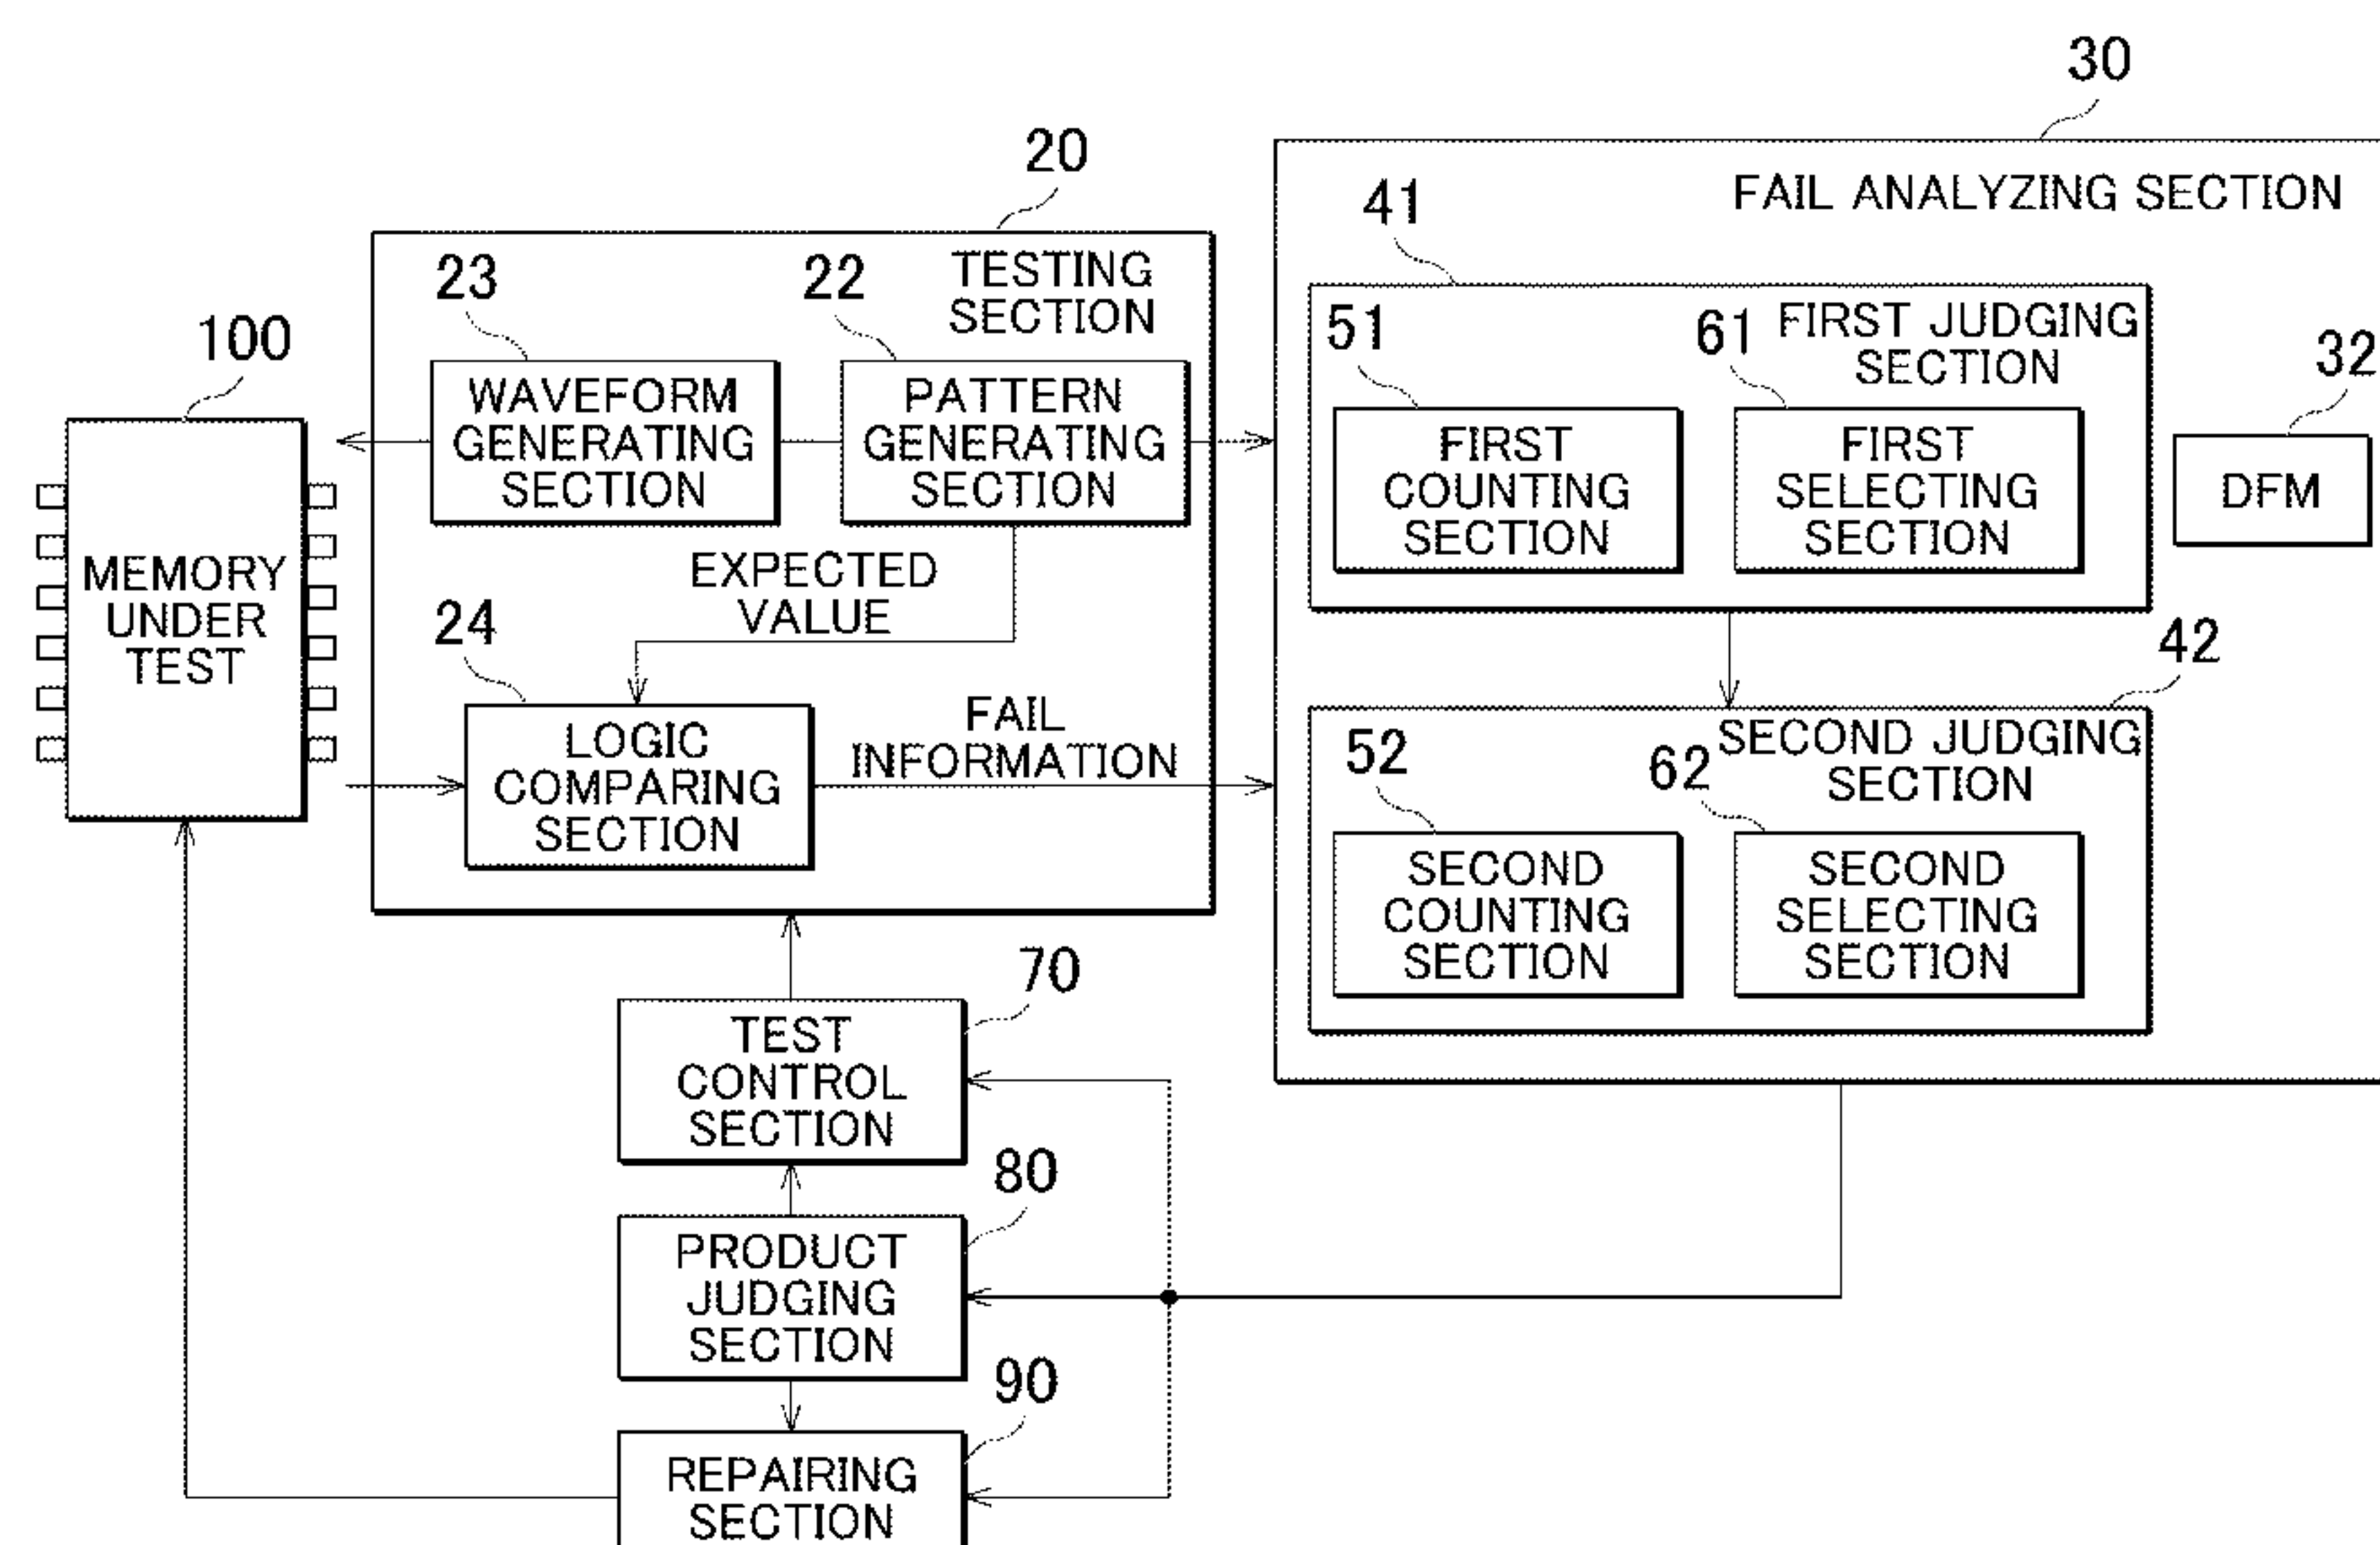 30
20
FAIL ANALYZING SECTION
41
23
22
TESTING
SECTION
100
51
61
FIRST JUDGING
SECTION
32
WAVEFORM
GENERATING
SECTION
PATTERN
GENERATING
SECTION
FIRST
COUNTING
SECTION
FIRST
SELECTING
SECTION
DFM
MEMORY
UNDER
TEST
EXPECTED
VALUE
24
42
LOGIC
COMPARING
SECTION
FAIL
INFORMATION
52
62
SECOND JUDGING
SECTION
SECOND
COUNTING
SECTION
SECOND
SELECTING
SECTION
70
TEST
CONTROL
SECTION
80
PRODUCT
JUDGING
SECTION
90
REPAIRING
SECTION